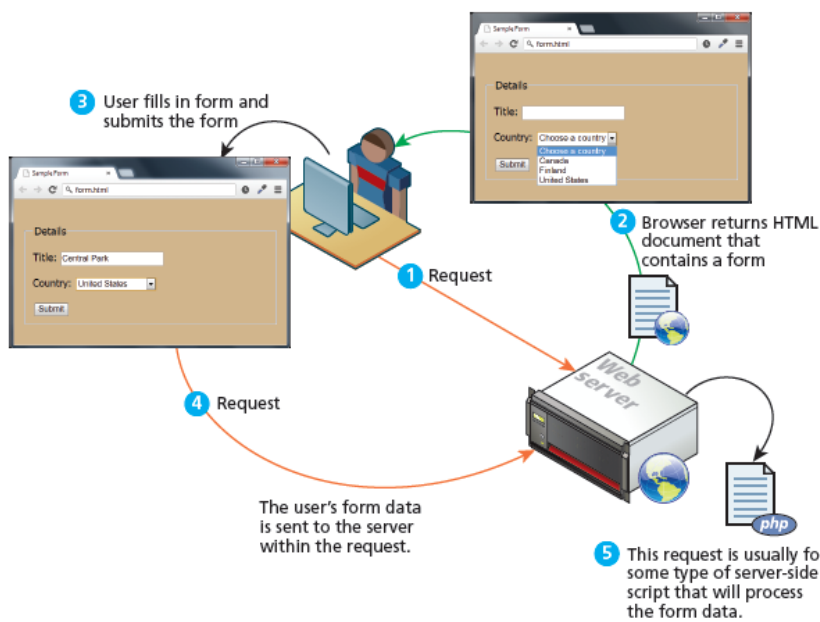 Sample Form
form.html
Details
Title:
Country: Choose a country
Choose a country
Canada
Finland
United States
Submit
3 User fills in form and
submits the form
Sample Form
form.html
Details
Title: Central Park
Country: United States
Submit
1 Request
2 Browser returns HTML
document that
contains a form
Web
server
4 Request
The user's form data
is sent to the server
within the request.
php
5 This request is usually fo
some type of server-side
script that will process
the form data.